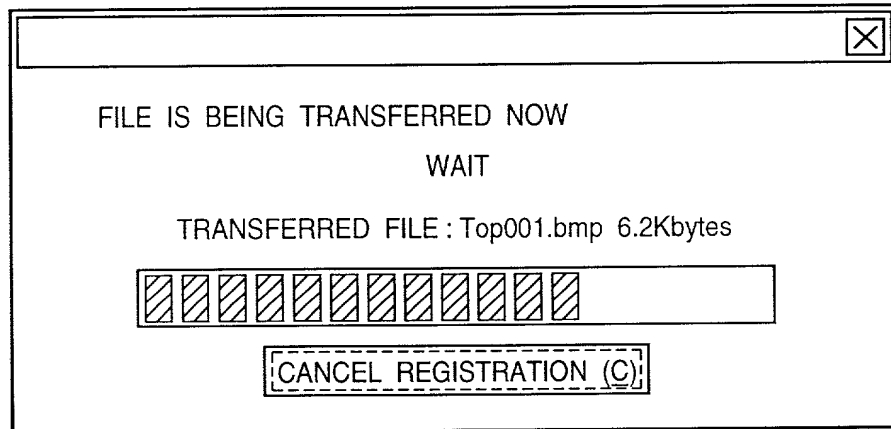 FILE IS BEING TRANSFERRED NOW
WAIT
TRANSFERRED FILE : Top001.bmp 6.2Kbytes
CANCEL REGISTRATION (C)